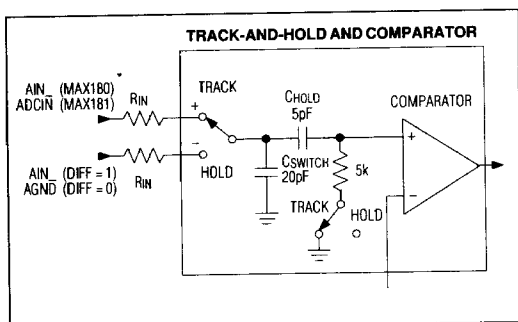 TRACK-AND-HOLD AND COMPARATOR
AIN_ (MAX180)
ADCIN (MAX181)
RIN
TRACK
+
CHOLD
5pF
COMPARATOR
+
−
AIN_ (DIFF = 1)
AGND (DIFF = 0)
RIN
HOLD
CSWITCH
20pF
5k
TRACK
HOLD
−